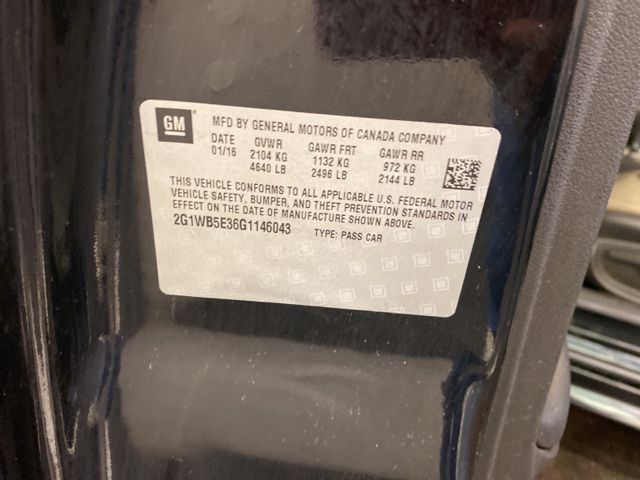 GM
MFD BY GENERAL MOTORS OF CANADA COMPANY
DATE GVWR GAWR FRT GAWR RR
01/16 2104 KG 1132 KG 972 KG
4640 LB 2496 LB 2144 LB
THIS VEHICLE CONFORMS TO ALL APPLICABLE U.S. FEDERAL MOTOR
VEHICLE SAFETY, BUMPER, AND THEFT PREVENTION STANDARDS IN
EFFECT ON THE DATE OF MANUFACTURE SHOWN ABOVE.
2G1WB5E36G1146043 TYPE: PASS CAR